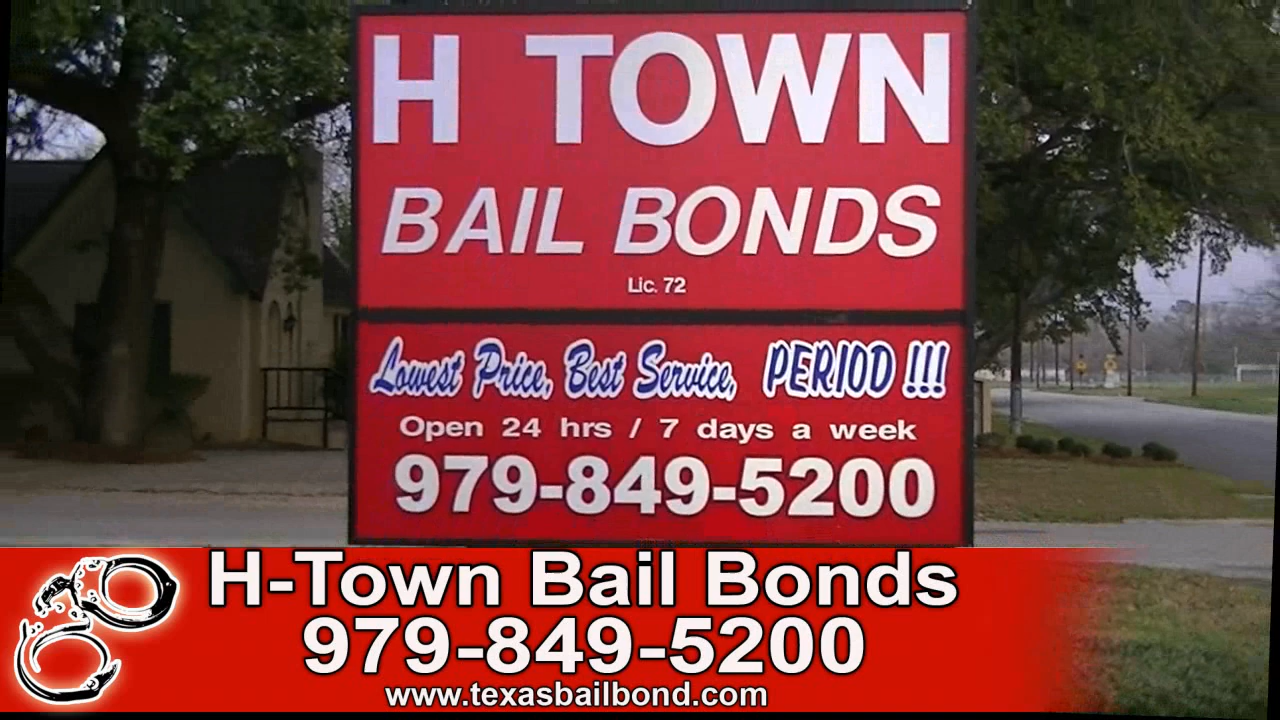 H TOWN
BAIL BONDS
Lic. 72
Lowest Price, Best Service, PERIOD !!!
Open 24 hrs / 7 days a week
979-849-5200
H-Town Bail Bonds
979-849-5200
www.texasbailbond.com